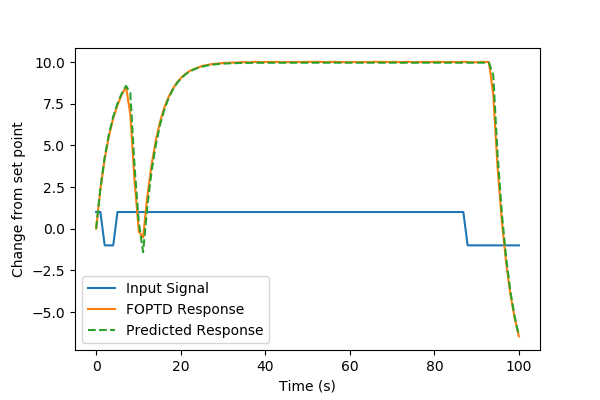 10.0
7.5
5.0
2.5
0.0
−2.5
−5.0
Change from set point
Input Signal
FOPTD Response
Predicted Response
0 20 40 60 80 100
Time (s)